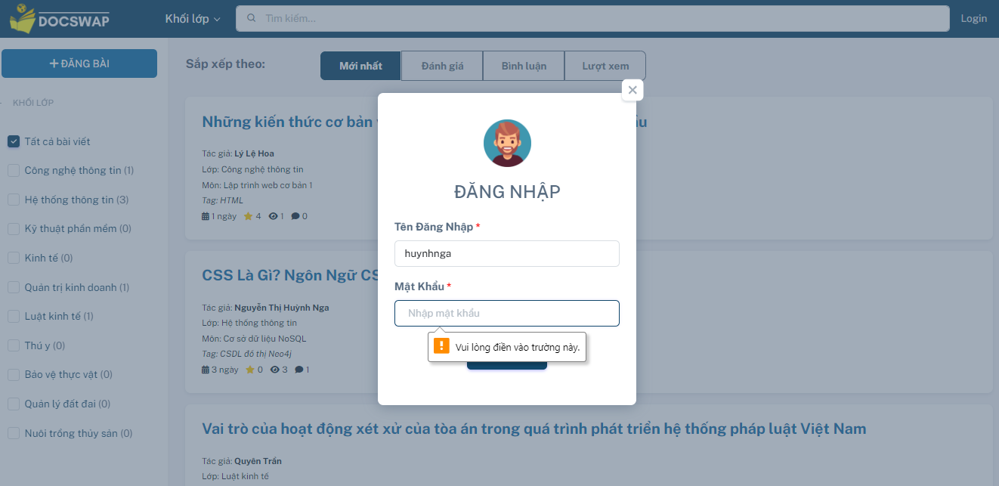 DOCSWAP
Khối lớp
Tìm kiếm...
Login
ĐĂNG BÀI
KHỐI LỚP
Tất cả bài viết
Công nghệ thông tin (1)
Hệ thống thông tin (3)
Kỹ thuật phần mềm (0)
Kinh tế (0)
Quản trị kinh doanh (1)
Luật kinh tế (1)
Thú y (0)
Bảo vệ thực vật (0)
Quản lý đất đai (0)
Nuôi trồng thủy sản (0)
Sắp xếp theo:
Mới nhất
Đánh giá
Bình luận
Lượt xem
Những kiến thức cơ bản
Tác giả: Lý Lệ Hoa
Lớp: Công nghệ thông tin
Môn: Lập trình web cơ bản 1
Tag: HTML
1 ngày 4 1 0
CSS Là Gì? Ngôn Ngữ CS
Tác giả: Nguyễn Thị Huỳnh Nga
Lớp: Hệ thống thông tin
Môn: Cơ sở dữ liệu NoSQL
Tag: CSDL đồ thị Neo4j
3 ngày 0 3 1
Vai trò của hoạt động xét xử của tòa án trong quá trình phát triển hệ thống pháp luật Việt Nam
Tác giả: Quyên Trần
Lớp: Luật kinh tế
ĐĂNG NHẬP
Tên Đăng Nhập *
huynhnga
Mật Khẩu *
Nhập mật khẩu
Vui lòng điền vào trường này.